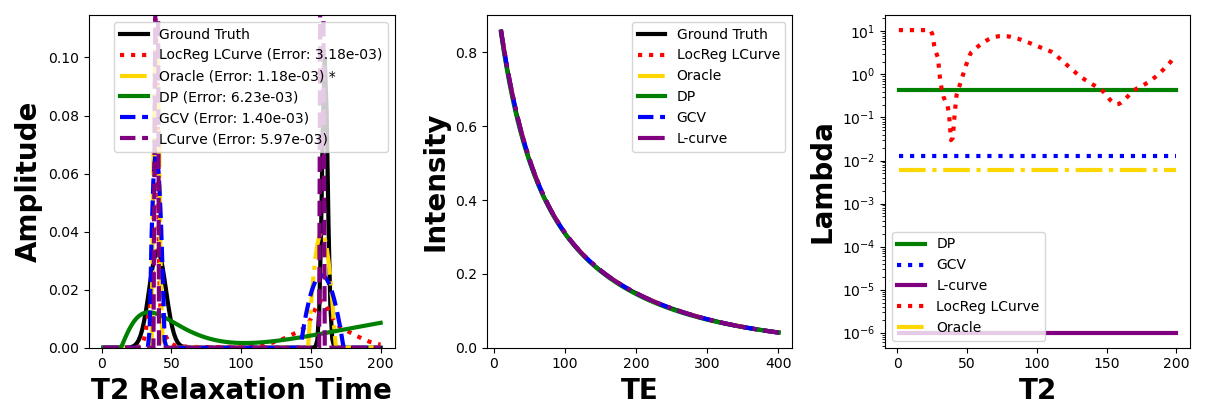 Amplitude
0.10
0.08
0.06
0.04
0.02
0.00
0
50
100
150
200
T2 Relaxation Time
Ground Truth
LocReg LCurve (Error: 3.18e-03)
Oracle (Error: 1.18e-03) *
DP (Error: 6.23e-03)
GCV (Error: 1.40e-03)
LCurve (Error: 5.97e-03)
Intensity
0.8
0.6
0.4
0.2
0.0
0
100
200
300
400
TE
Ground Truth
LocReg LCurve
Oracle
DP
GCV
L-curve
Lambda
10¹
10⁰
10⁻¹
10⁻²
10⁻³
10⁻⁴
10⁻⁵
10⁻⁶
0
50
100
150
200
T2
DP
GCV
L-curve
LocReg LCurve
Oracle